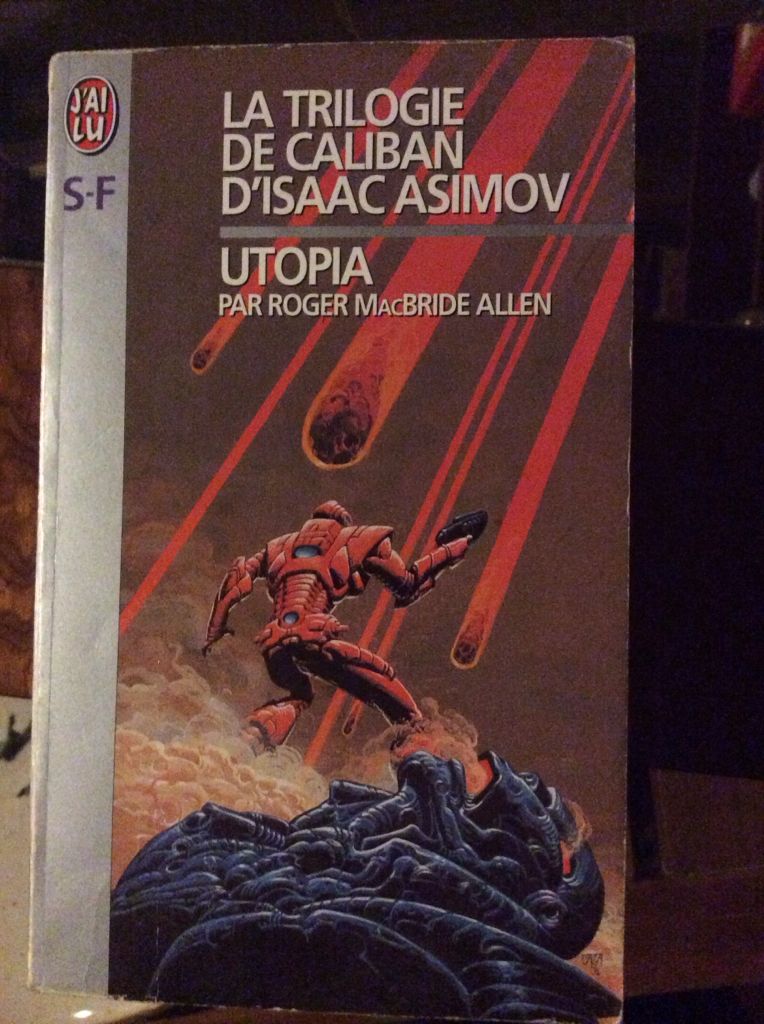 J'AI
LU
S-F
LA TRILOGIE
DE CALIBAN
D'ISAAC ASIMOV
UTOPIA
PAR ROGER MacBRIDE ALLEN